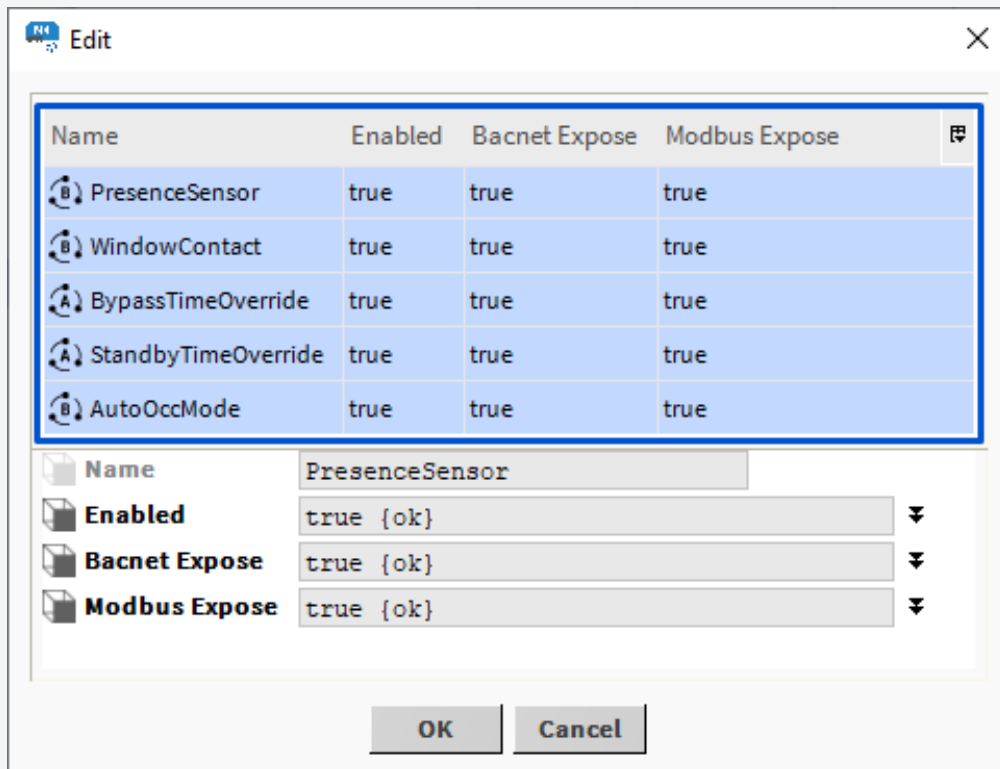 N4 Edit
Name Enabled Bacnet Expose Modbus Expose
B PresenceSensor true true true
B WindowContact true true true
A BypassTimeOverride true true true
A StandbyTimeOverride true true true
B AutoOccMode true true true
Name PresenceSensor
Enabled true {ok}
Bacnet Expose true {ok}
Modbus Expose true {ok}
OK Cancel